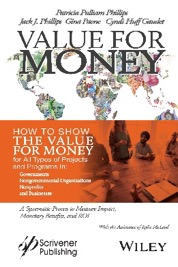 Patricia Pulliam Phillips
Jack J. Phillips Gina Paone Cyndi Huff Gaudet
VALUE FOR
MONEY
HOW TO SHOW
THE VALUE
FOR MONEY
for All Types of Projects
and Programs in:
Governments
Nongovernmental Organizations
Nonprofits
and Businesses
A Systematic Process to Measure Impact,
Monetary Benefits, and ROI
With the Assistance of Hope McLeod
Scrivener
Publishing
WILEY